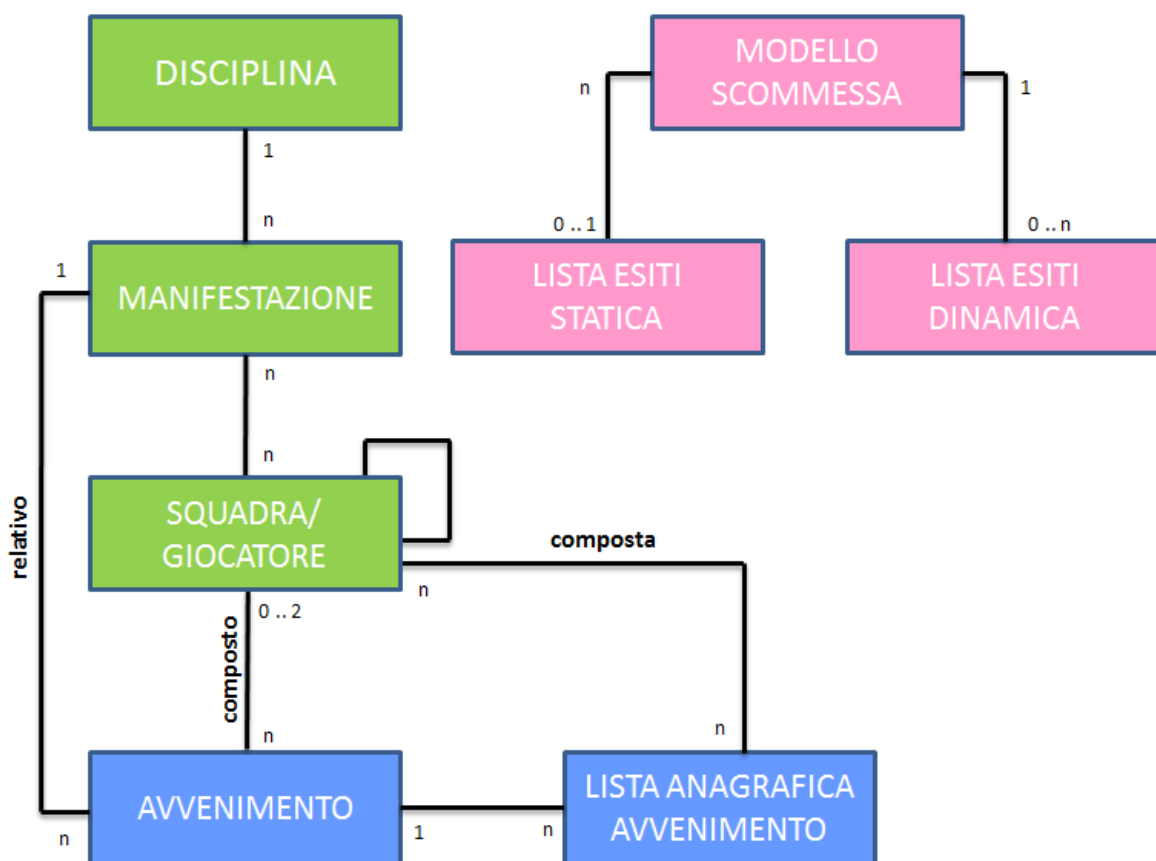 DISCIPLINA
1
n
MANIFESTAZIONE
1
n
n
SQUADRA/
GIOCATORE
relativo
composta
n
0 .. 2
composto
n
n
AVVENIMENTO
n
1
n
LISTA ANAGRAFICA
AVVENIMENTO
MODELLO
SCOMMESSA
n
1
0 .. 1
0 .. n
LISTA ESITI
STATICA
LISTA ESITI
DINAMICA